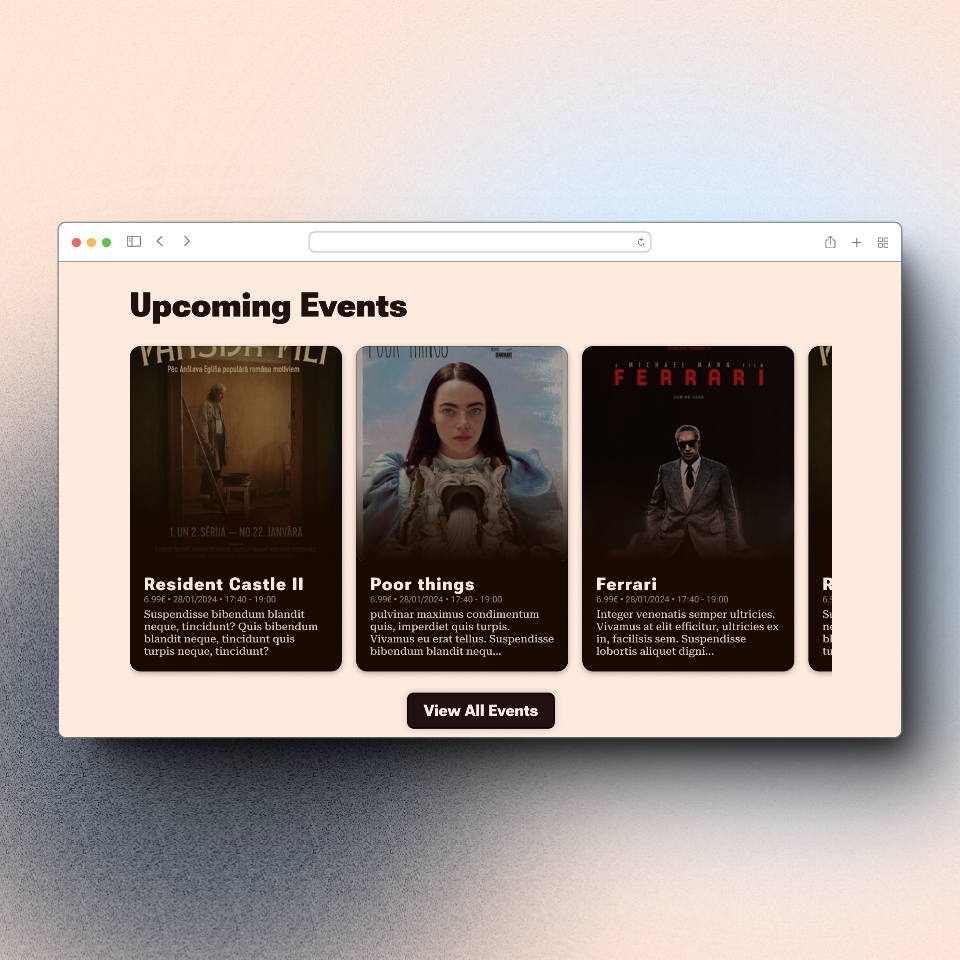 Upcoming Events
Pēc Anšlava Eglīša populārā romāna motīviem
1. UN 2. SĒRIJA — NO 22. JANVĀRA
Resident Castle II
6.99€ • 28/01/2024 • 17:40 - 19:00
Suspendisse bibendum blandit
neque, tincidunt? Quis bibendum
blandit neque, tincidunt quis
turpis neque, tincidunt?
POOR THINGS
Poor things
6.99€ • 28/01/2024 • 17:40 - 19:00
pulvinar maximus condimentum
quis, imperdiet quis turpis.
Vivamus eu erat tellus. Suspendisse
bibendum blandit nequ...
A MICHAEL MANN FILM
FERRARI
COMING SOON
Ferrari
6.99€ • 28/01/2024 • 17:40 - 19:00
Integer venenatis semper ultricies.
Vivamus at elit efficitur, ultricies ex
in, facilisis sem. Suspendisse
lobortis aliquet digni...
R
6.9
Su
ne
bl
tu
View All Events